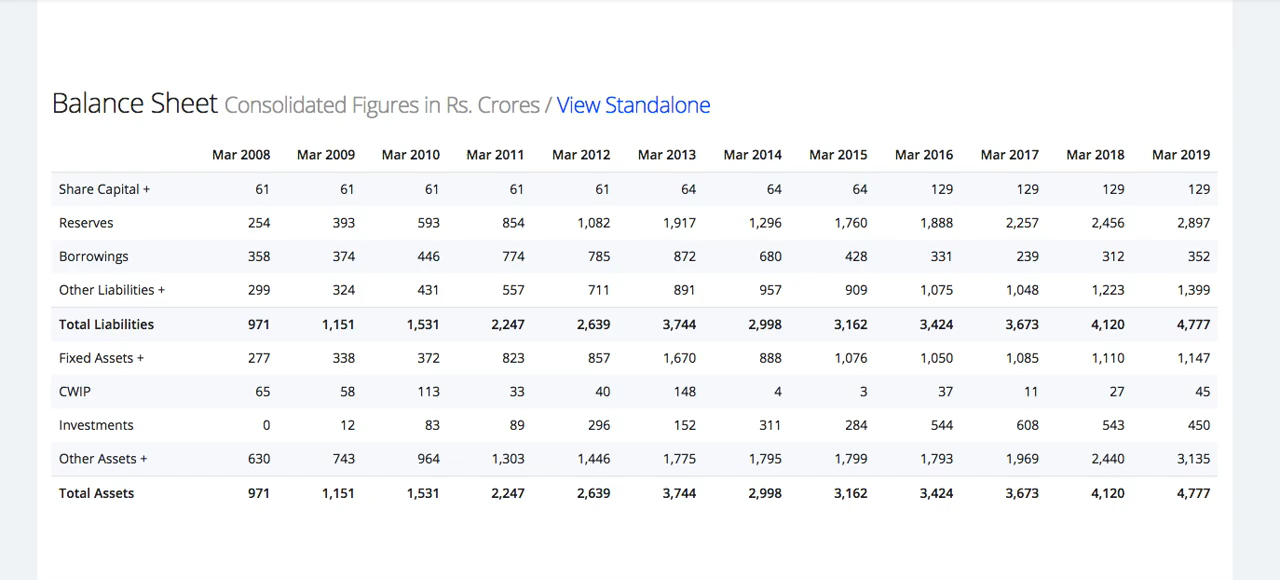 Balance Sheet Consolidated Figures in Rs. Crores / View Standalone
Mar 2008 Mar 2009 Mar 2010 Mar 2011 Mar 2012 Mar 2013 Mar 2014 Mar 2015 Mar 2016 Mar 2017 Mar 2018 Mar 2019
Share Capital + 61 61 61 61 61 64 64 64 129 129 129 129
Reserves 254 393 593 854 1,082 1,917 1,296 1,760 1,888 2,257 2,456 2,897
Borrowings 358 374 446 774 785 872 680 428 331 239 312 352
Other Liabilities + 299 324 431 557 711 891 957 909 1,075 1,048 1,223 1,399
Total Liabilities 971 1,151 1,531 2,247 2,639 3,744 2,998 3,162 3,424 3,673 4,120 4,777
Fixed Assets + 277 338 372 823 857 1,670 888 1,076 1,050 1,085 1,110 1,147
CWIP 65 58 113 33 40 148 4 3 37 11 27 45
Investments 0 12 83 89 296 152 311 284 544 608 543 450
Other Assets + 630 743 964 1,303 1,446 1,775 1,795 1,799 1,793 1,969 2,440 3,135
Total Assets 971 1,151 1,531 2,247 2,639 3,744 2,998 3,162 3,424 3,673 4,120 4,777